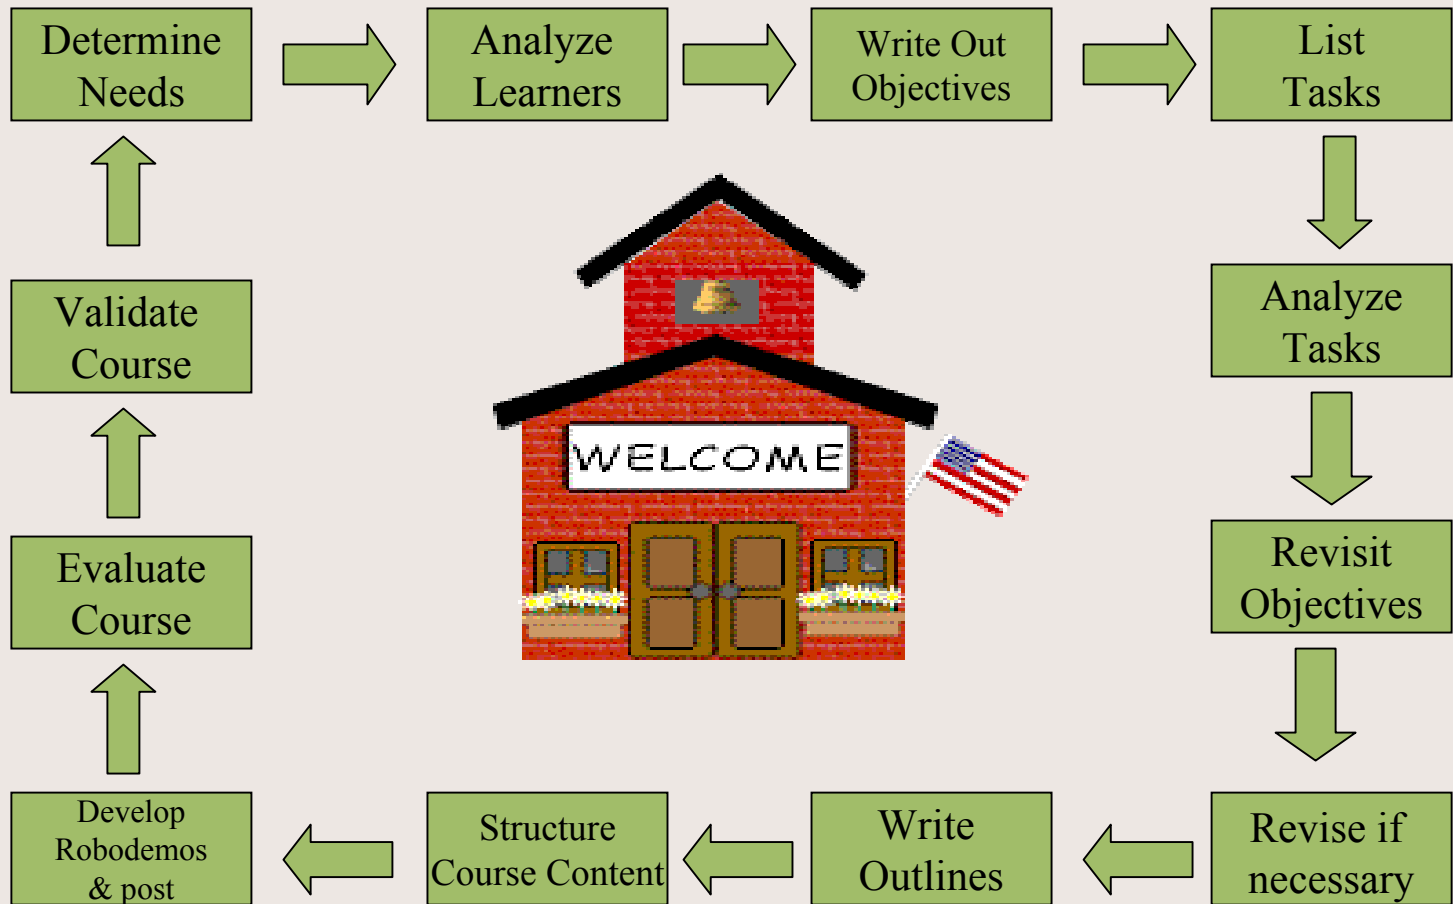 Determine
Needs
Analyze
Learners
Write Out
Objectives
List
Tasks
Analyze
Tasks
Revisit
Objectives
Revise if
necessary
Write
Outlines
Structure
Course Content
Develop
Robodemos
& post
Evaluate
Course
Validate
Course
WELCOME